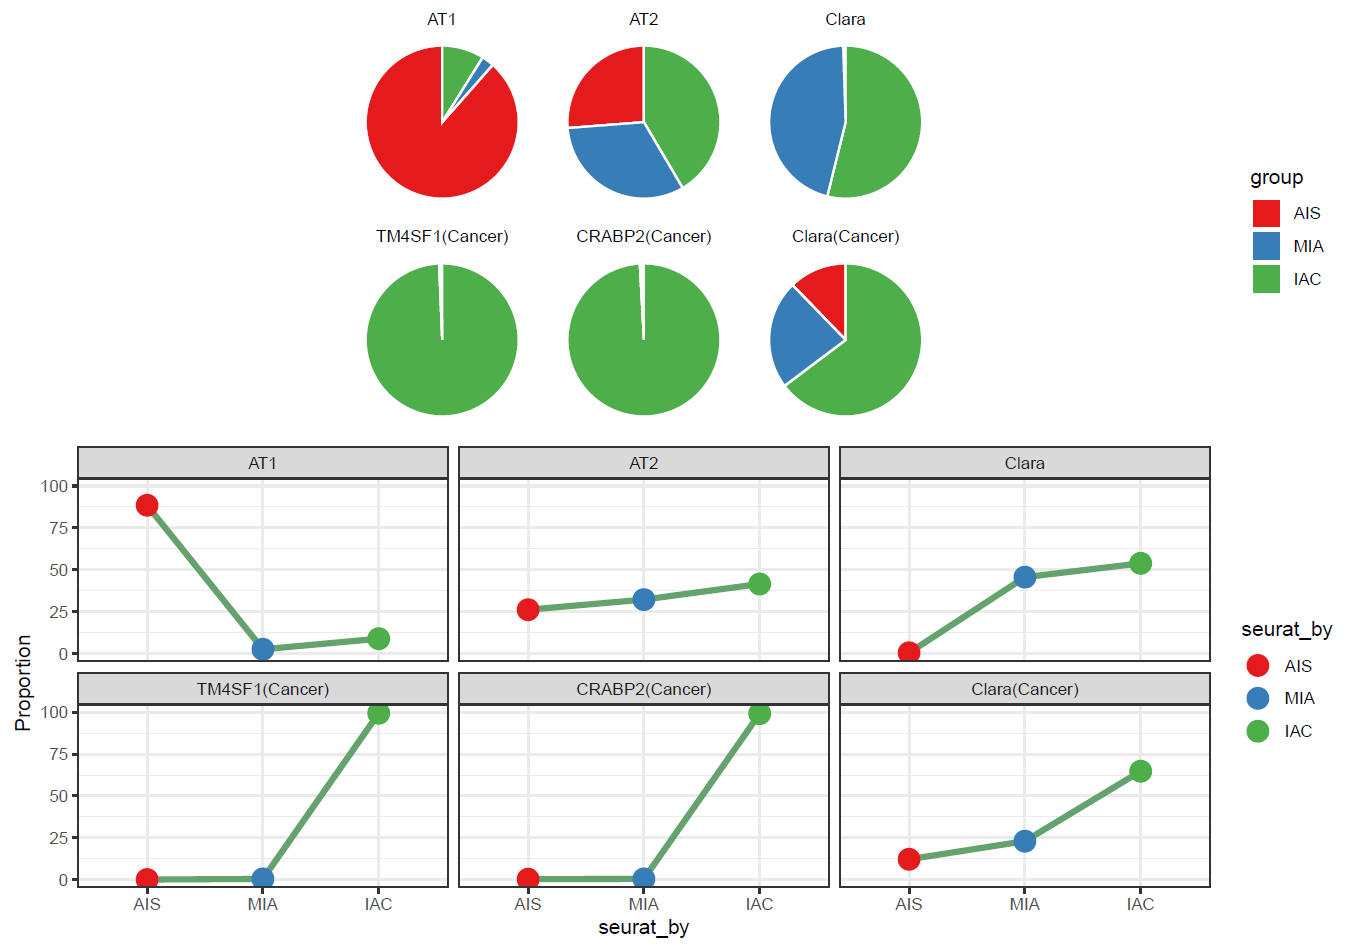 AT1 AT2 Clara
TM4SF1(Cancer) CRABP2(Cancer) Clara(Cancer)
group
AIS
MIA
IAC
AT1 AT2 Clara
100
75
50
25
0
TM4SF1(Cancer) CRABP2(Cancer) Clara(Cancer)
100
75
50
25
0
Proportion
AIS MIA IAC AIS MIA IAC AIS MIA IAC
seurat_by
seurat_by
AIS
MIA
IAC